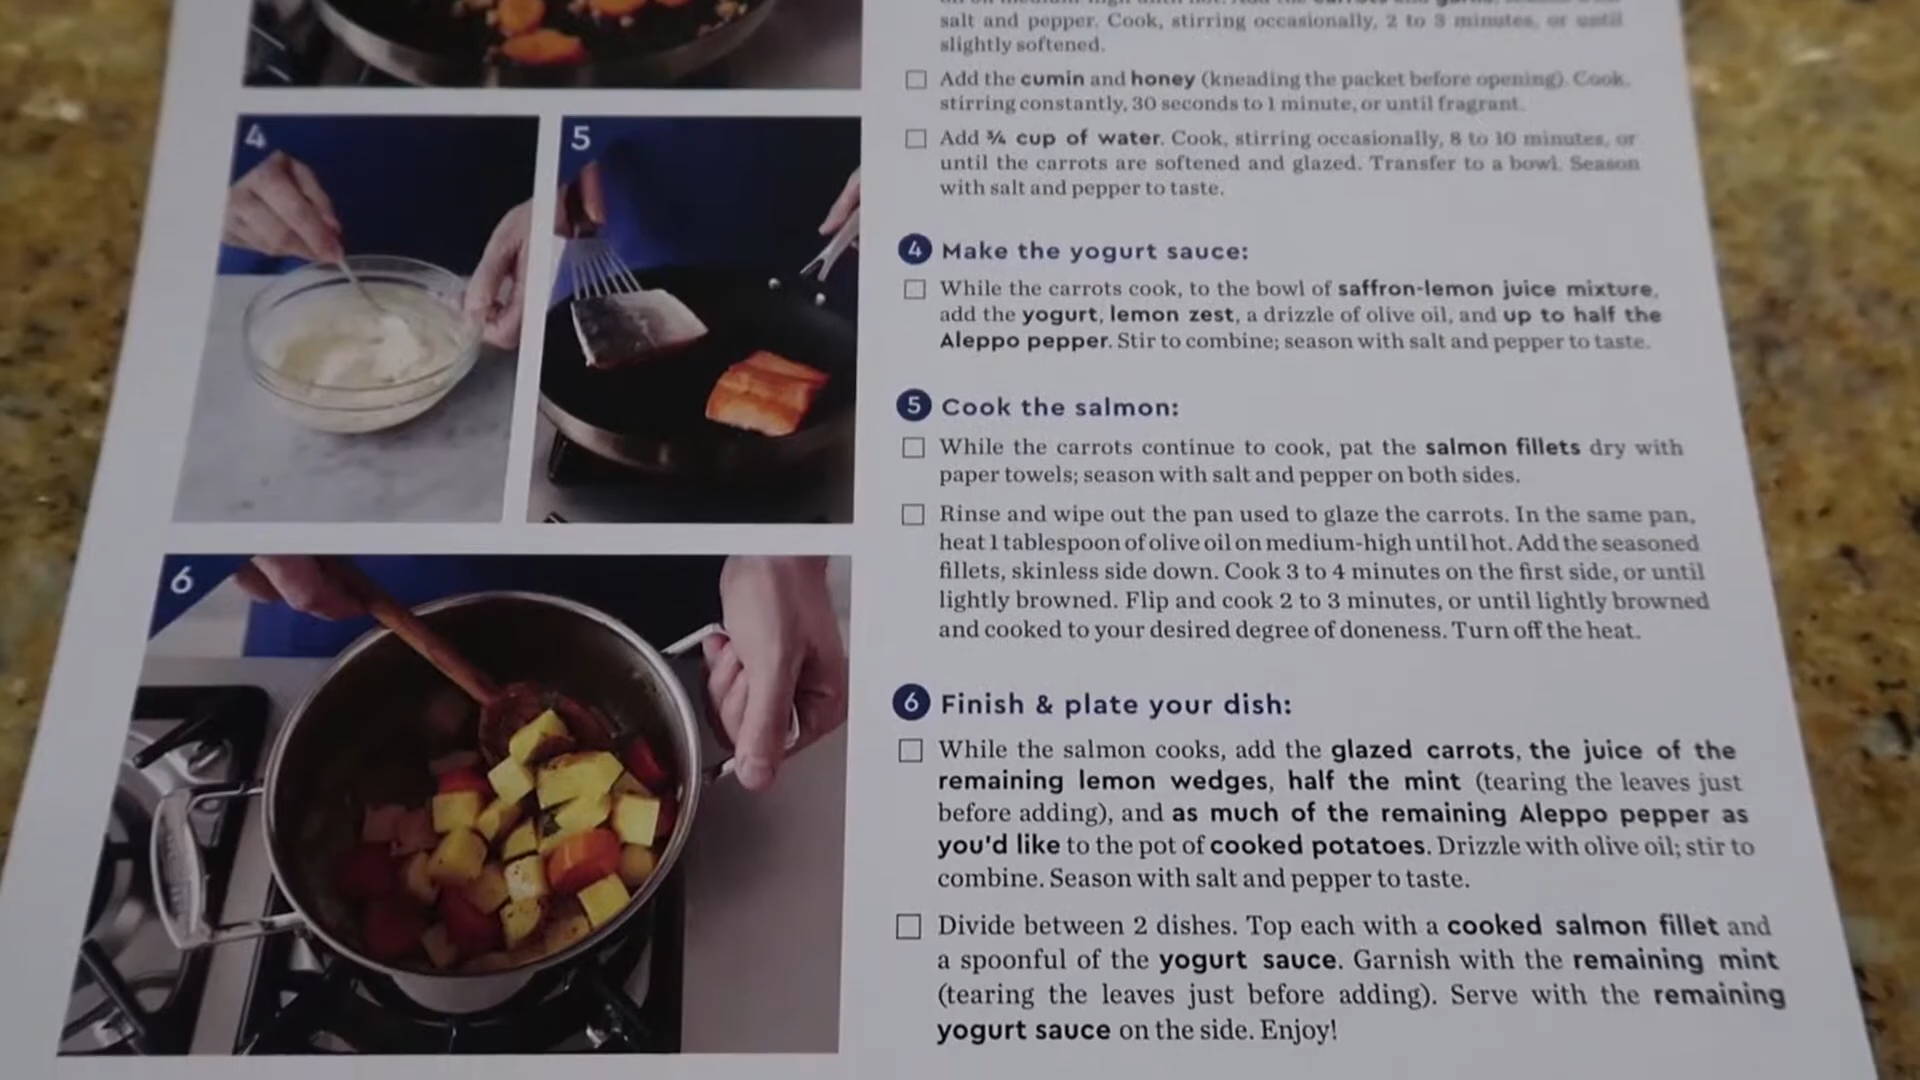 salt and pepper. Cook, stirring occasionally, 2 to 3 minutes, or until
slightly softened.
Add the cumin and honey (kneading the packet before opening). Cook,
stirring constantly, 30 seconds to 1 minute, or until fragrant.
Add ¾ cup of water. Cook, stirring occasionally, 8 to 10 minutes, or
until the carrots are softened and glazed. Transfer to a bowl. Season
with salt and pepper to taste.
4
5
4 Make the yogurt sauce:
While the carrots cook, to the bowl of saffron-lemon juice mixture,
add the yogurt, lemon zest, a drizzle of olive oil, and up to half the
Aleppo pepper. Stir to combine; season with salt and pepper to taste.
5 Cook the salmon:
While the carrots continue to cook, pat the salmon fillets dry with
paper towels; season with salt and pepper on both sides.
Rinse and wipe out the pan used to glaze the carrots. In the same pan,
heat 1 tablespoon of olive oil on medium-high until hot. Add the seasoned
fillets, skinless side down. Cook 3 to 4 minutes on the first side, or until
lightly browned. Flip and cook 2 to 3 minutes, or until lightly browned
and cooked to your desired degree of doneness. Turn off the heat.
6
6 Finish & plate your dish:
While the salmon cooks, add the glazed carrots, the juice of the
remaining lemon wedges, half the mint (tearing the leaves just
before adding), and as much of the remaining Aleppo pepper as
you'd like to the pot of cooked potatoes. Drizzle with olive oil; stir to
combine. Season with salt and pepper to taste.
Divide between 2 dishes. Top each with a cooked salmon fillet and
a spoonful of the yogurt sauce. Garnish with the remaining mint
(tearing the leaves just before adding). Serve with the remaining
yogurt sauce on the side. Enjoy!